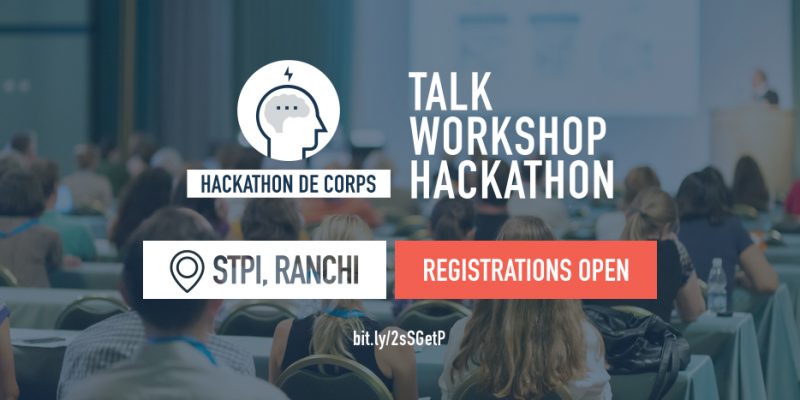 HACKATHON DE CORPS
TALK
WORKSHOP
HACKATHON
STPI, RANCHI
REGISTRATIONS OPEN
bit.ly/2sSGetP